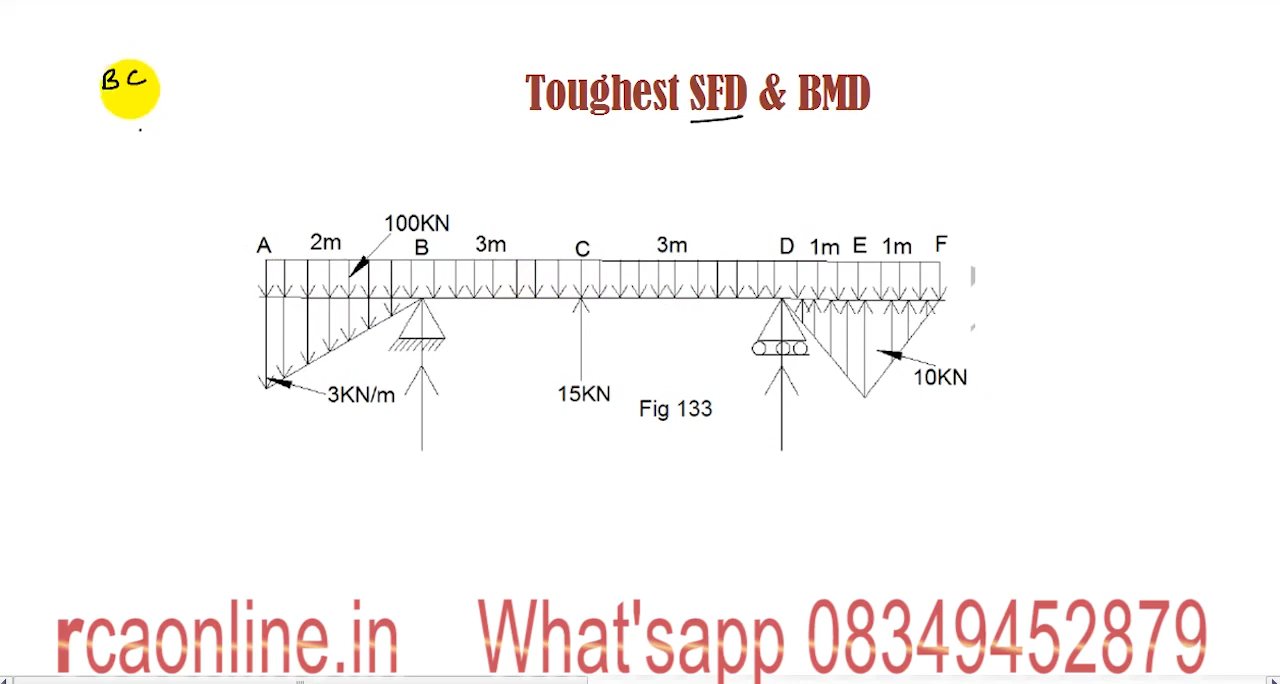 BC
Toughest SFD & BMD
100KN
A 2m B 3m C 3m D 1m E 1m F
10KN
3KN/m 15KN Fig 133
rcaonline.in What'sapp 08349452879